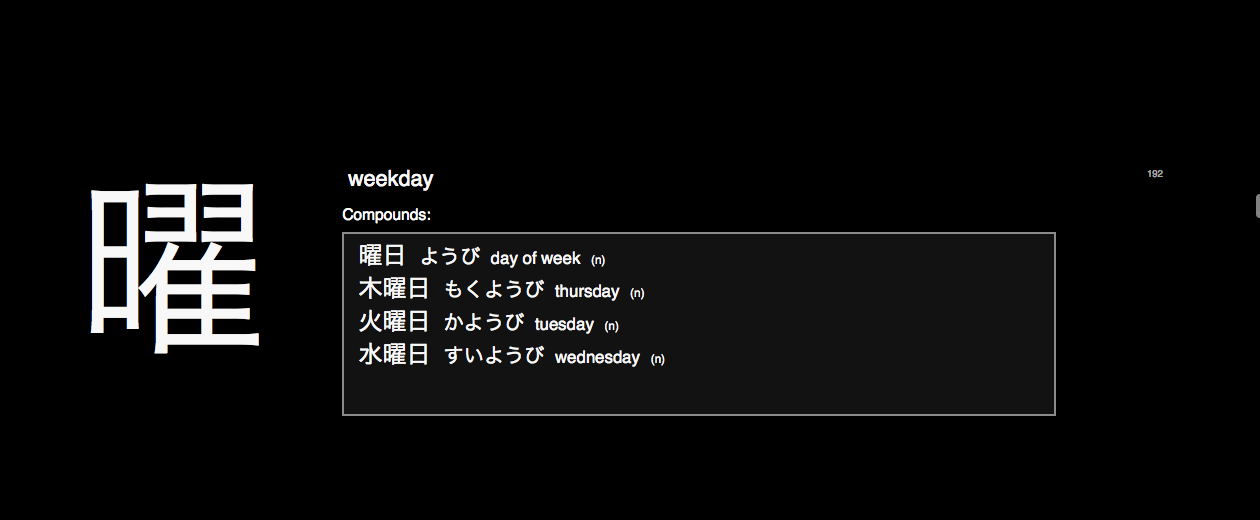 曜
weekday
192
Compounds:
曜日 ようび day of week (n)
木曜日 もくようび thursday (n)
火曜日 かようび tuesday (n)
水曜日 すいようび wednesday (n)